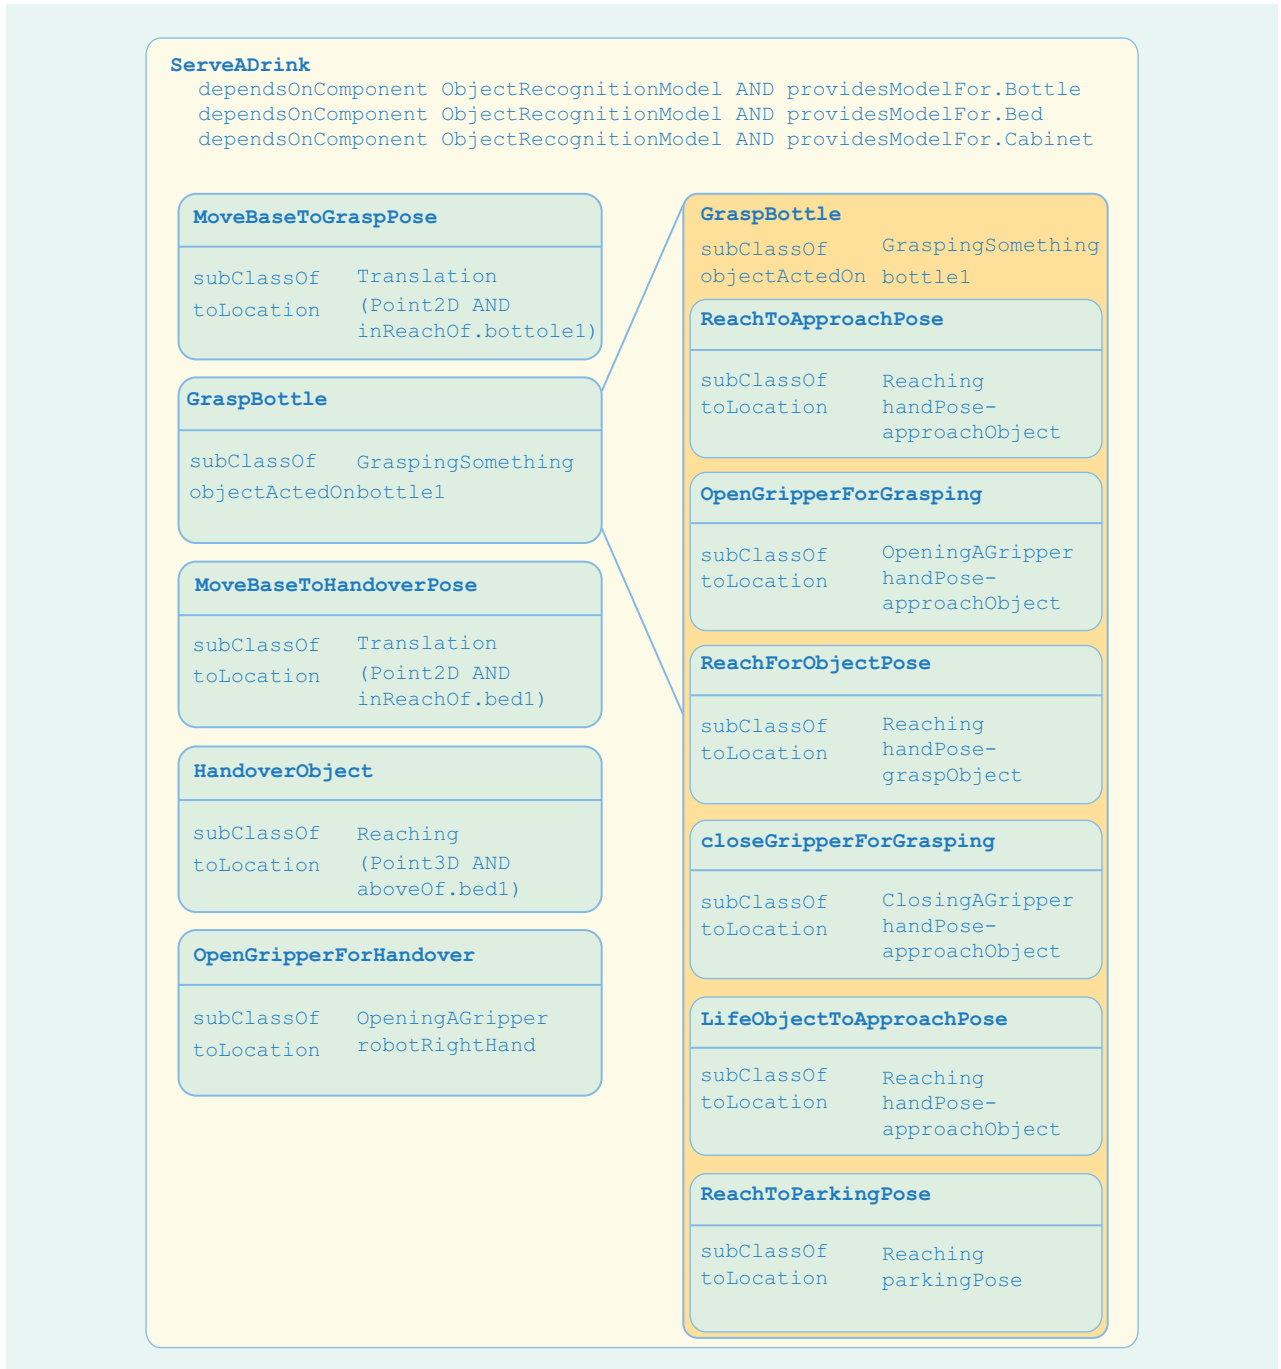 ServeADrink
dependsOnComponent ObjectRecognitionModel AND providesModelFor.Bottle
dependsOnComponent ObjectRecognitionModel AND providesModelFor.Bed
dependsOnComponent ObjectRecognitionModel AND providesModelFor.Cabinet
MoveBaseToGraspPose
subClassOf Translation
toLocation (Point2D AND
inReachOf.bottole1)
GraspBottle
subClassOf GraspingSomething
objectActedOnbottle1
MoveBaseToHandoverPose
subClassOf Translation
toLocation (Point2D AND
inReachOf.bed1)
HandoverObject
subClassOf Reaching
toLocation (Point3D AND
aboveOf.bed1)
OpenGripperForHandover
subClassOf OpeningAGripper
toLocation robotRightHand
GraspBottle
subClassOf GraspingSomething
objectActedOn bottle1
ReachToApproachPose
subClassOf Reaching
toLocation handPose-
approachObject
OpenGripperForGrasping
subClassOf OpeningAGripper
toLocation handPose-
approachObject
ReachForObjectPose
subClassOf Reaching
toLocation handPose-
graspObject
closeGripperForGrasping
subClassOf ClosingAGripper
toLocation handPose-
approachObject
LifeObjectToApproachPose
subClassOf Reaching
toLocation handPose-
approachObject
ReachToParkingPose
subClassOf Reaching
toLocation parkingPose